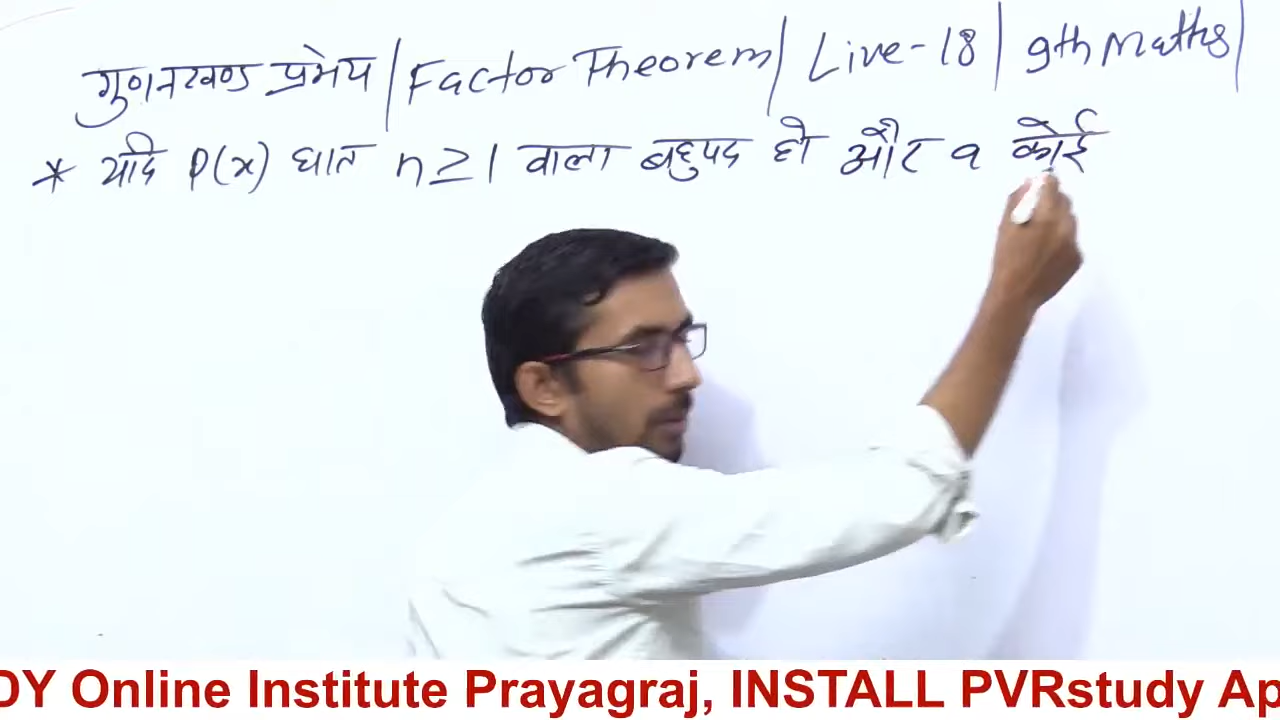 गुणनखण्ड प्रमेय | Factor Theorem | Live-18 | 9th Maths |
* यदि P(x) घात n ≥ 1 वाला बहुपद हो और a कोई
DY Online Institute Prayagraj, INSTALL PVRstudy Ap